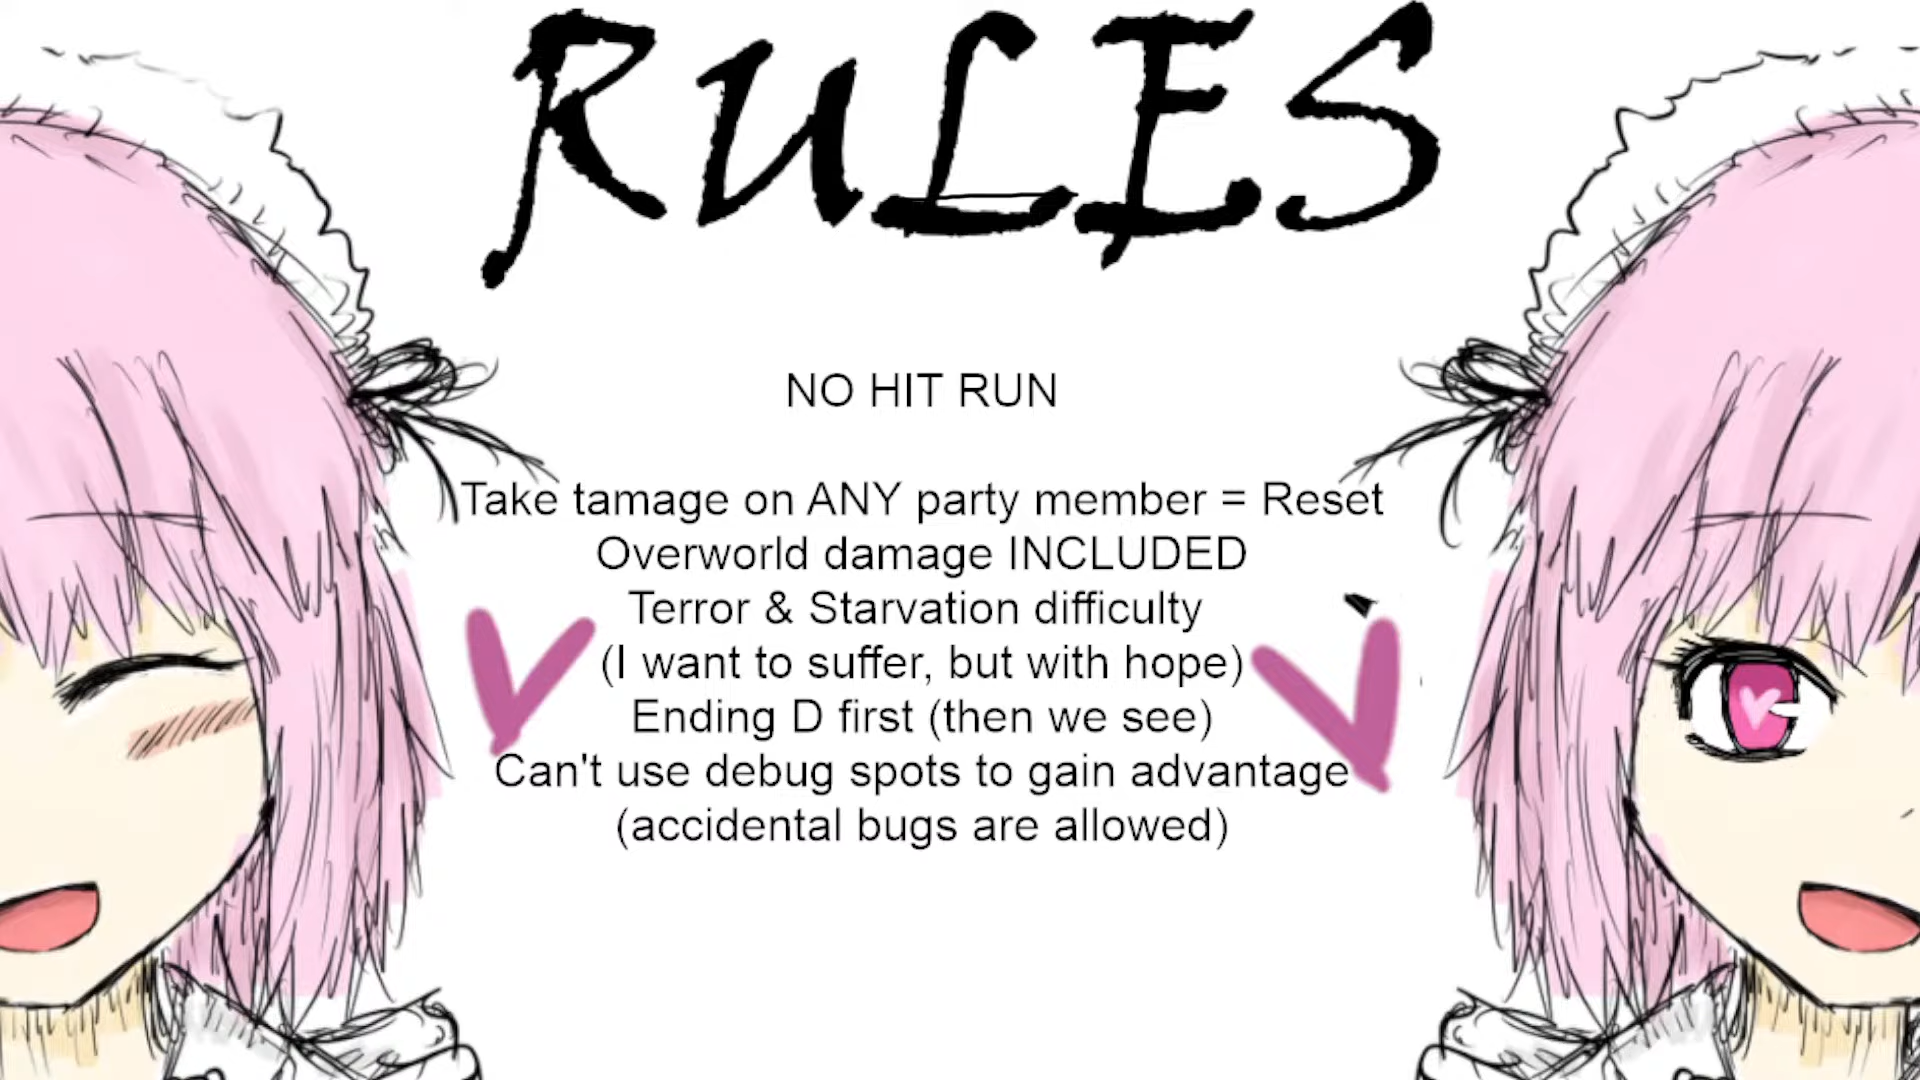 RULES
NO HIT RUN
Take tamage on ANY party member = Reset
Overworld damage INCLUDED
Terror & Starvation difficulty
(I want to suffer, but with hope)
Ending D first (then we see)
Can't use debug spots to gain advantage
(accidental bugs are allowed)